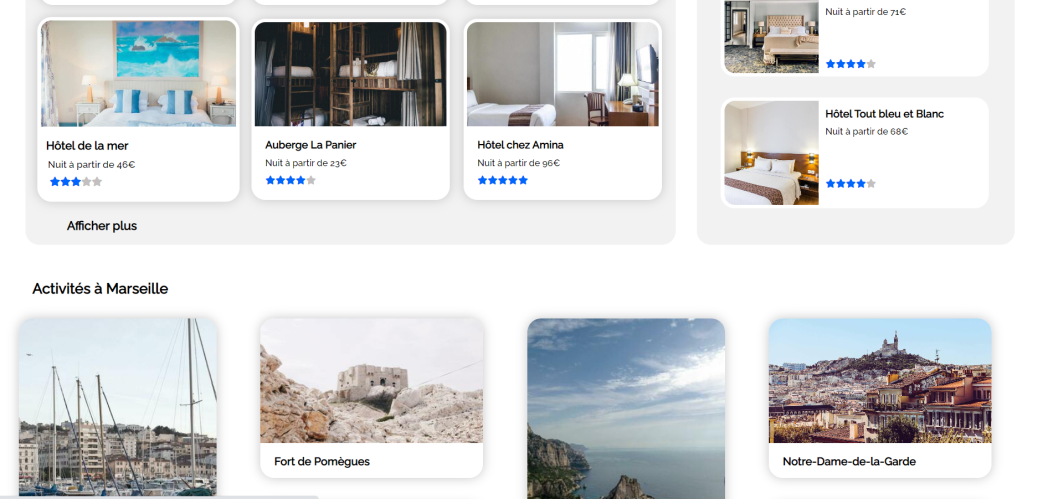 Nuit à partir de 71€
Hôtel de la mer
Nuit à partir de 46€
Auberge La Panier
Nuit à partir de 23€
Hôtel chez Amina
Nuit à partir de 96€
Hôtel Tout bleu et Blanc
Nuit à partir de 68€
Afficher plus
Activités à Marseille
Fort de Pomègues
Notre-Dame-de-la-Garde